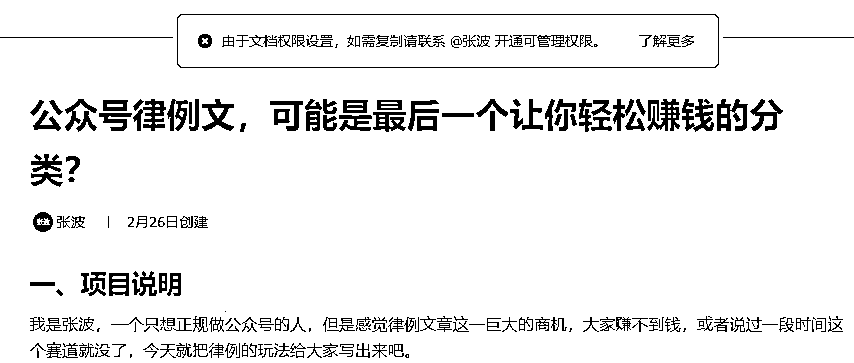 由于文档权限设置，如需复制请联系 @张波 开通可管理权限。 了解更多
公众号律例文，可能是最后一个让你轻松赚钱的分
类？
张波 | 2月26日创建
一、项目说明
我是张波，一个只想正规做公众号的人，但是感觉律例文章这一巨大的商机，大家赚不到钱，或者说过一段时间这
个赛道就没了，今天就把律例的玩法给大家写出来吧。